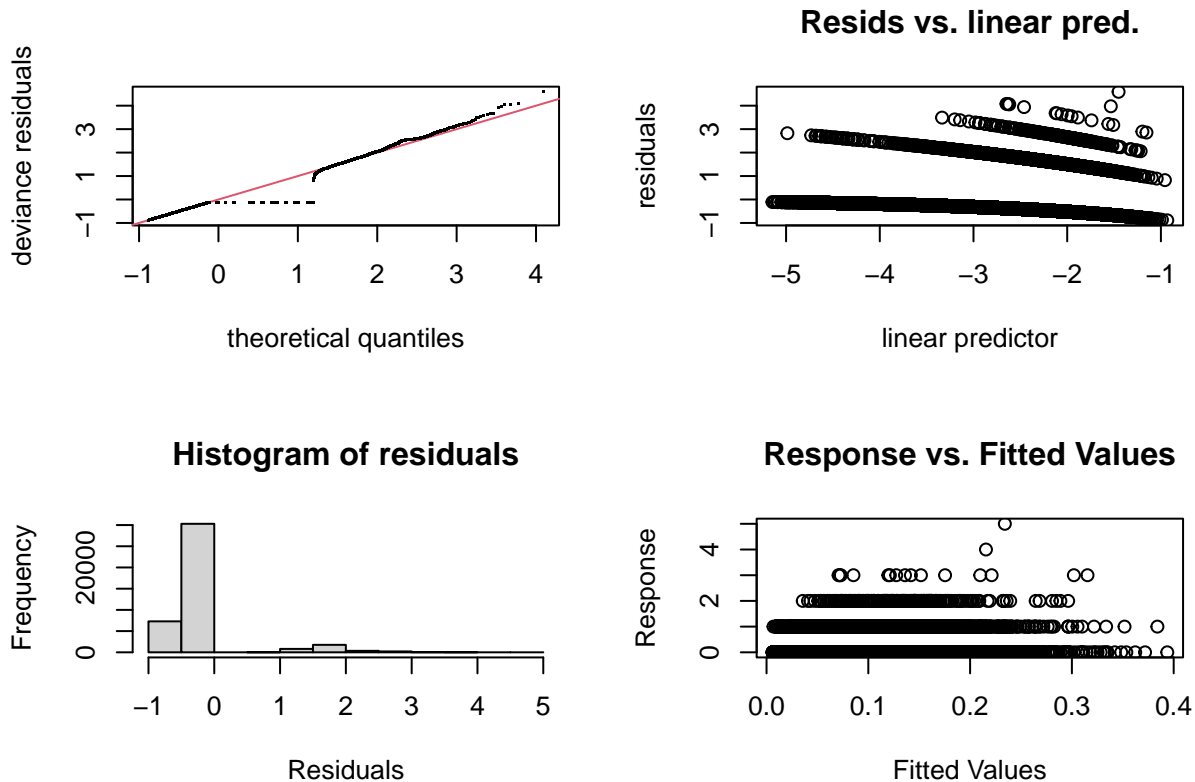 deviance residuals
−1 1 3
−1 0 1 2 3 4
theoretical quantiles
Resids vs. linear pred.
residuals
−1 1 3
−5 −4 −3 −2 −1
linear predictor
Histogram of residuals
Frequency
0 20000
−1 0 1 2 3 4 5
Residuals
Response vs. Fitted Values
Response
0 2 4
0.0 0.1 0.2 0.3 0.4
Fitted Values